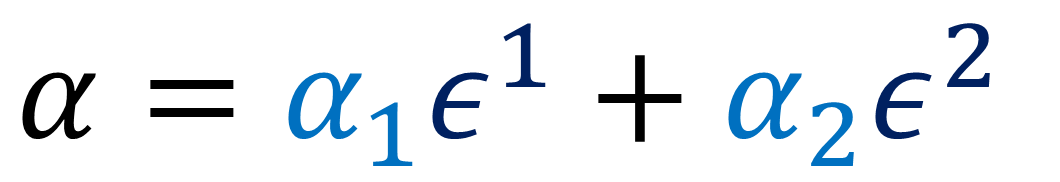 α = α₁ϵ¹ + α₂ϵ²